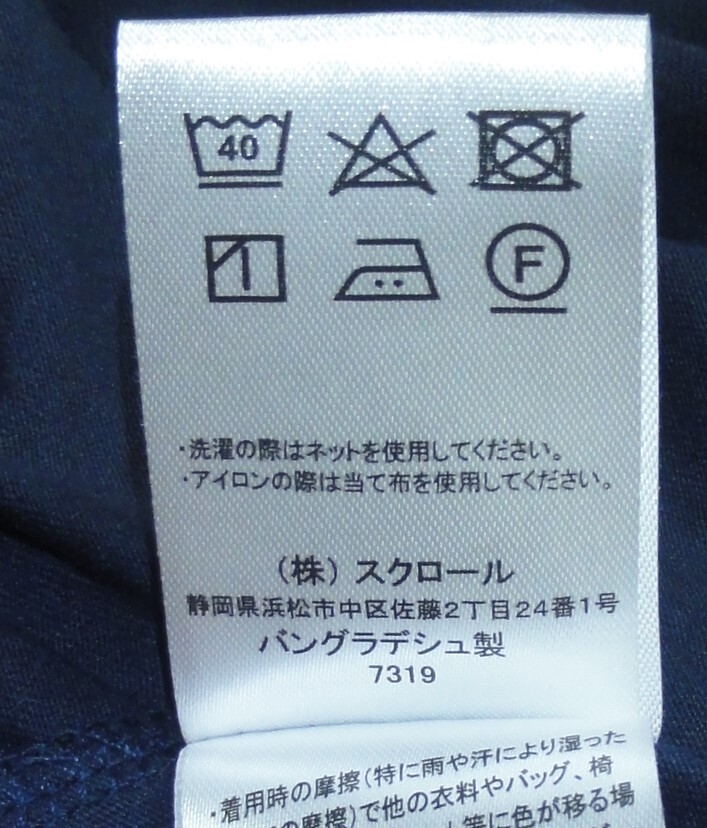 40
F
・洗濯の際はネットを使用してください。
・アイロンの際は当て布を使用してください。
(株)スクロール
静岡県浜松市中区佐藤2丁目24番1号
バングラデシュ製
7319
・着用時の摩擦(特に雨や汗により湿った
の摩擦)で他の衣料やバッグ、椅
等に色が移る場